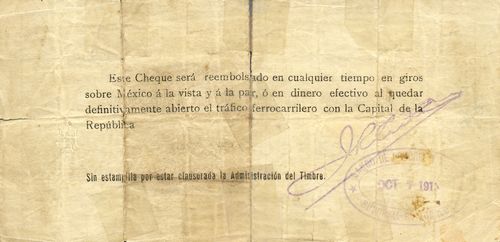 Este Cheque será reembolsado en cualquier tiempo en giros
sobre México á la vista y á la par, ó en dinero efectivo al quedar
definitivamente abierto el tráfico ferrocarrilero con la Capital de la
República
Sin estampilla por estar clausurada la Administración del Timbre.
OCT 191